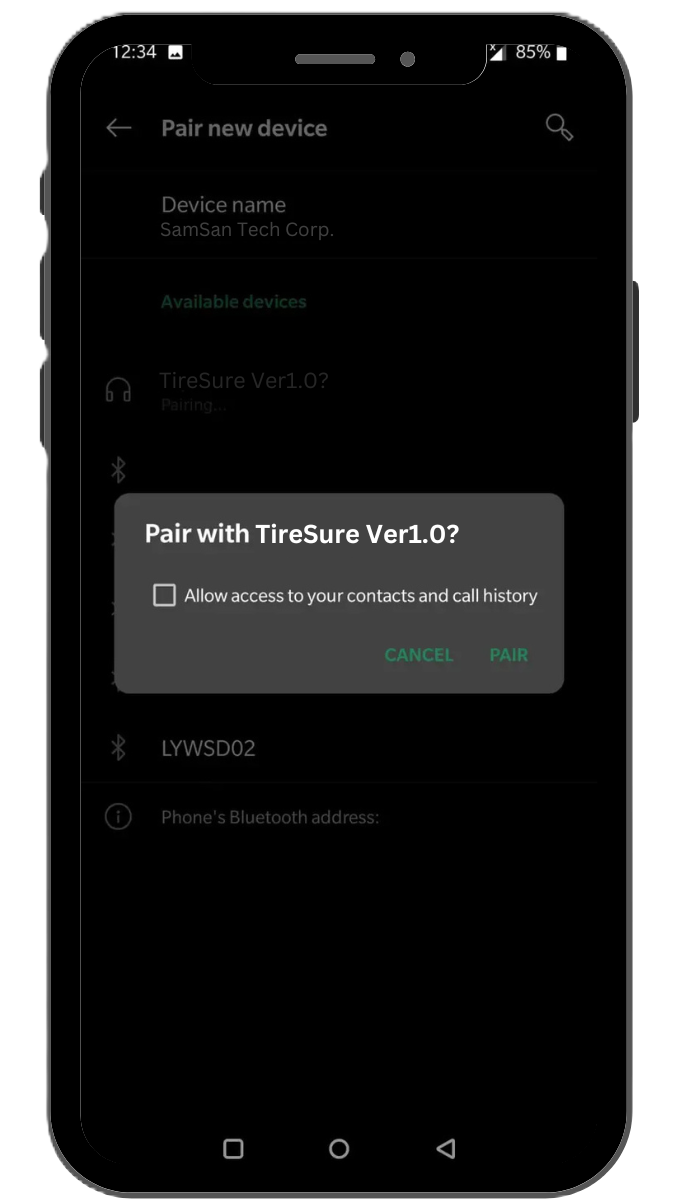 12:34
85%
Pair new device
Device name
SamSan Tech Corp.
Available devices
TireSure Ver1.0?
Pairing...
Pair with TireSure Ver1.0?
Allow access to your contacts and call history
CANCEL
PAIR
LYWSD02
Phone's Bluetooth address: